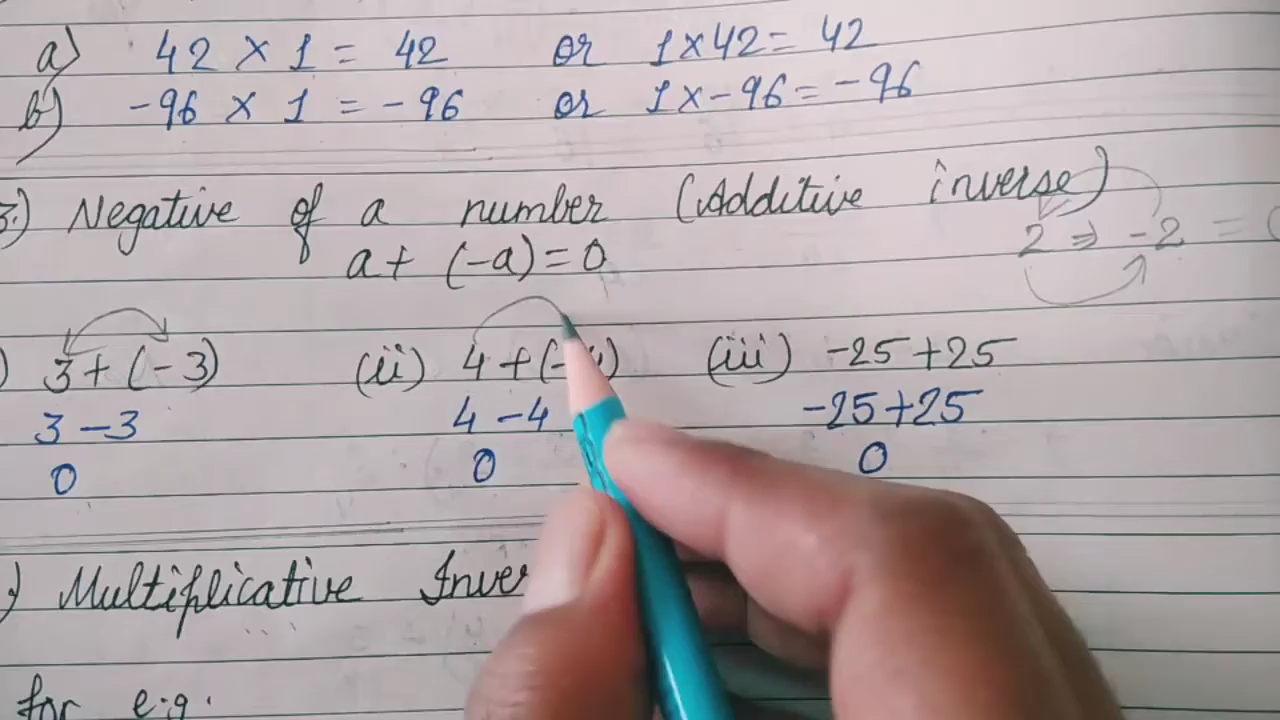 a) 42 × 1 = 42 or 1×42 = 42
b) -96 × 1 = -96 or 1×-96 = -96
3.) Negative of a number (Additive inverse)
2 ⇒ -2 =
a + (-a) = 0
) 3 + (-3) (ii) 4 + (-4) (iii) -25+25
3 - 3 4 - 4 -25+25
0 0 0
) Multiplicative
for e.g.